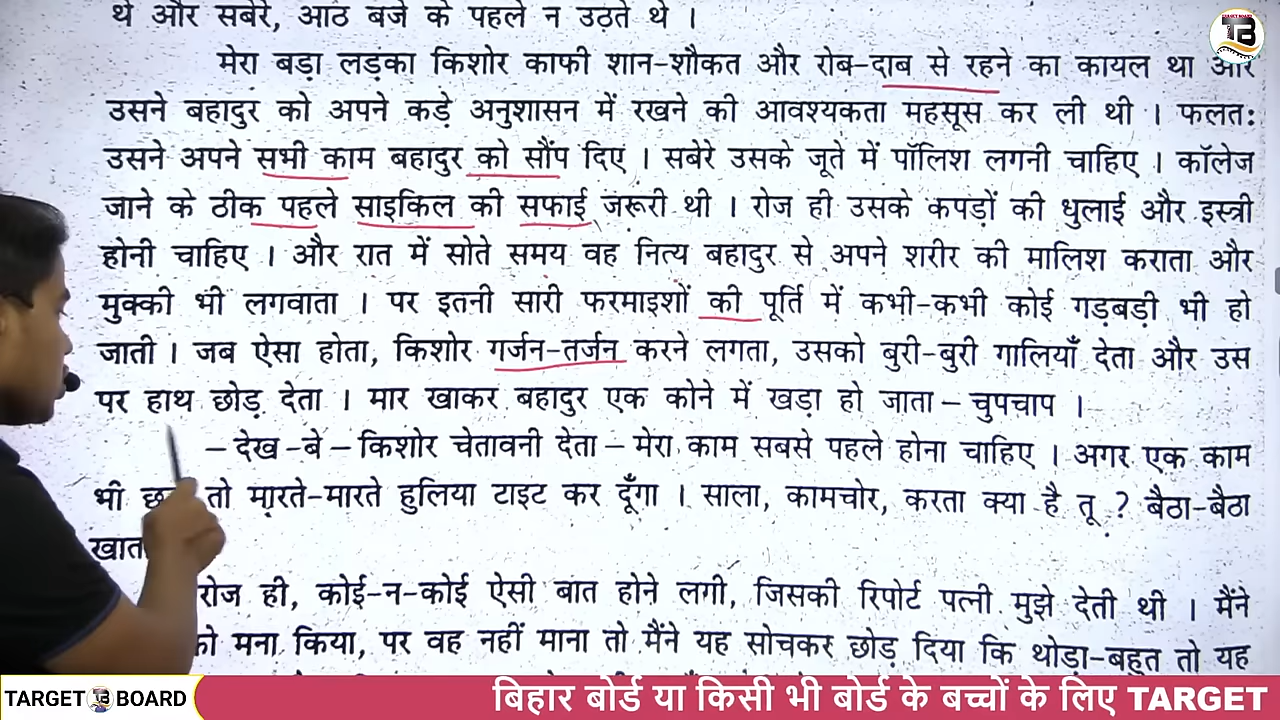 थे और सबेरे, आठ बजे के पहले न उठते थे ।
मेरा बड़ा लड़का किशोर काफी शान-शौकत और रोब-दाब से रहने का कायल था और
उसने बहादुर को अपने कड़े अनुशासन में रखने की आवश्यकता महसूस कर ली थी । फलत:
उसने अपने सभी काम बहादुर को सौंप दिए । सबेरे उसके जूते में पॉलिश लगनी चाहिए । कॉलेज
जाने के ठीक पहले साइकिल की सफाई जरूरी थी । रोज ही उसके कपड़ों की धुलाई और इस्त्री
होनी चाहिए । और रात में सोते समय वह नित्य बहादुर से अपने शरीर की मालिश कराता और
मुक्की भी लगवाता । पर इतनी सारी फरमाइशों की पूर्ति में कभी-कभी कोई गड़बड़ी भी हो
जाती । जब ऐसा होता, किशोर गर्जन-तर्जन करने लगता, उसको बुरी-बुरी गालियाँ देता और उस
पर हाथ छोड़ देता । मार खाकर बहादुर एक कोने में खड़ा हो जाता – चुपचाप ।
– देख -बे – किशोर चेतावनी देता – मेरा काम सबसे पहले होना चाहिए । अगर एक काम
भी तो मारते-मारते हुलिया टाइट कर दूँगा । साला, कामचोर, करता क्या है तू ? बैठा-बैठा
रोज ही, कोई-न-कोई ऐसी बात होने लगी, जिसकी रिपोर्ट पत्नी मुझे देती थी । मैंने
को मना किया, पर वह नहीं माना तो मैंने यह सोचकर छोड़ दिया कि थोड़ा-बहुत तो यह
TARGET BOARD
बिहार बोर्ड या किसी भी बोर्ड के बच्चों के लिए TARGET